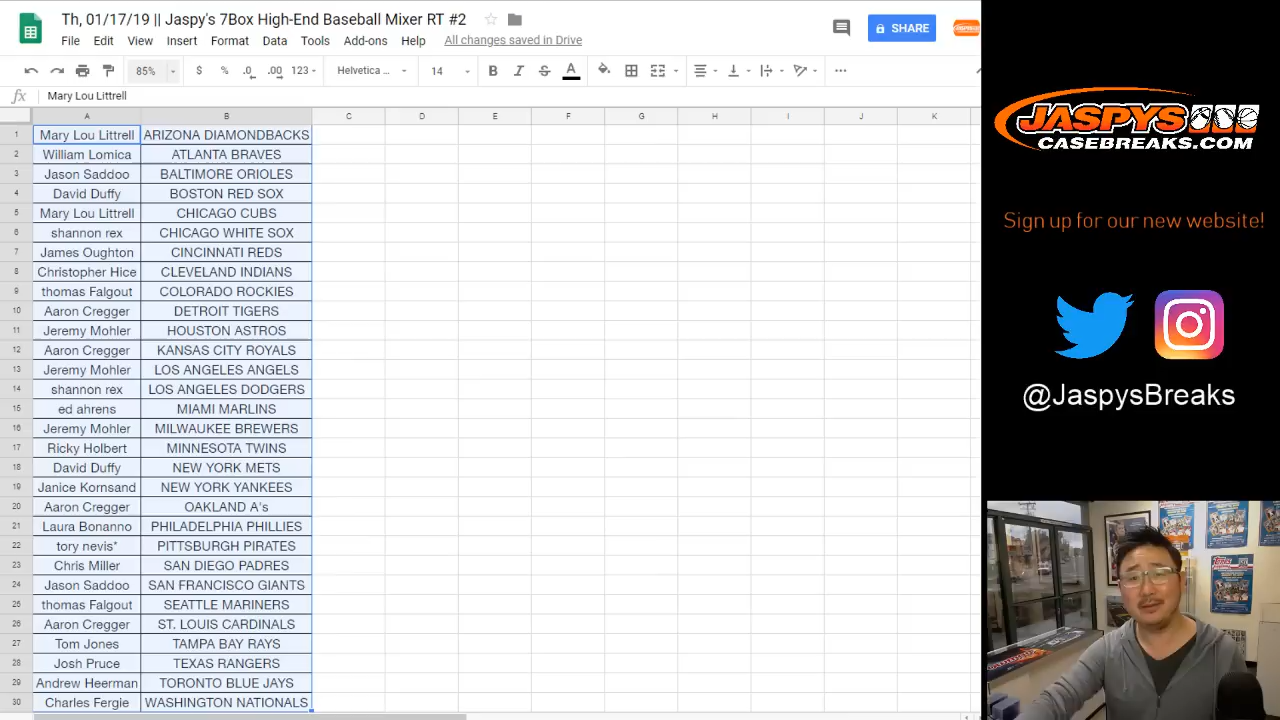 Th, 01/17/19 || Jaspy's 7Box High-End Baseball Mixer RT #2
File Edit View Insert Format Data Tools Add-ons Help All changes saved in Drive
SHARE
85% $ % .0 .00 123 Helvetica ... 14 B I S A
fx Mary Lou Littrell
A B C D E F G H I J K
1 Mary Lou Littrell ARIZONA DIAMONDBACKS
2 William Lomica ATLANTA BRAVES
3 Jason Saddoo BALTIMORE ORIOLES
4 David Duffy BOSTON RED SOX
5 Mary Lou Littrell CHICAGO CUBS
6 shannon rex CHICAGO WHITE SOX
7 James Oughton CINCINNATI REDS
8 Christopher Hice CLEVELAND INDIANS
9 thomas Falgout COLORADO ROCKIES
10 Aaron Cregger DETROIT TIGERS
11 Jeremy Mohler HOUSTON ASTROS
12 Aaron Cregger KANSAS CITY ROYALS
13 Jeremy Mohler LOS ANGELES ANGELS
14 shannon rex LOS ANGELES DODGERS
15 ed ahrens MIAMI MARLINS
16 Jeremy Mohler MILWAUKEE BREWERS
17 Ricky Holbert MINNESOTA TWINS
18 David Duffy NEW YORK METS
19 Janice Kornsand NEW YORK YANKEES
20 Aaron Cregger OAKLAND A's
21 Laura Bonanno PHILADELPHIA PHILLIES
22 tory nevis* PITTSBURGH PIRATES
23 Chris Miller SAN DIEGO PADRES
24 Jason Saddoo SAN FRANCISCO GIANTS
25 thomas Falgout SEATTLE MARINERS
26 Aaron Cregger ST. LOUIS CARDINALS
27 Tom Jones TAMPA BAY RAYS
28 Josh Pruce TEXAS RANGERS
29 Andrew Heerman TORONTO BLUE JAYS
30 Charles Fergie WASHINGTON NATIONALS
JASPYS
CASEBREAKS.COM
Sign up for our new website!
@JaspysBreaks